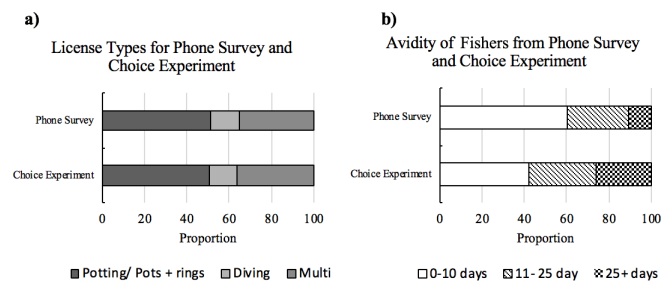 a)
License Types for Phone Survey and
Choice Experiment
Phone Survey
Choice Experiment
0 20 40 60 80 100
Proportion
Potting/ Pots + rings Diving Multi
b)
Avidity of Fishers from Phone Survey
and Choice Experiment
Phone Survey
Choice Experiment
0 20 40 60 80 100
Proportion
0-10 days 11- 25 day 25+ days